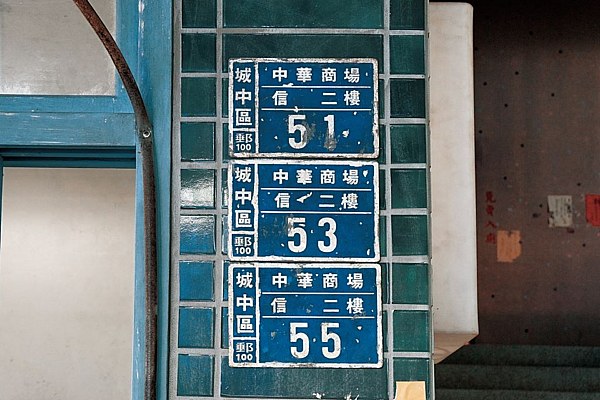 城中區
郵100
中華商場
信 二樓
51
城中區
郵100
中華商場
信 二樓
53
城中區
郵100
中華商場
信 二樓
55